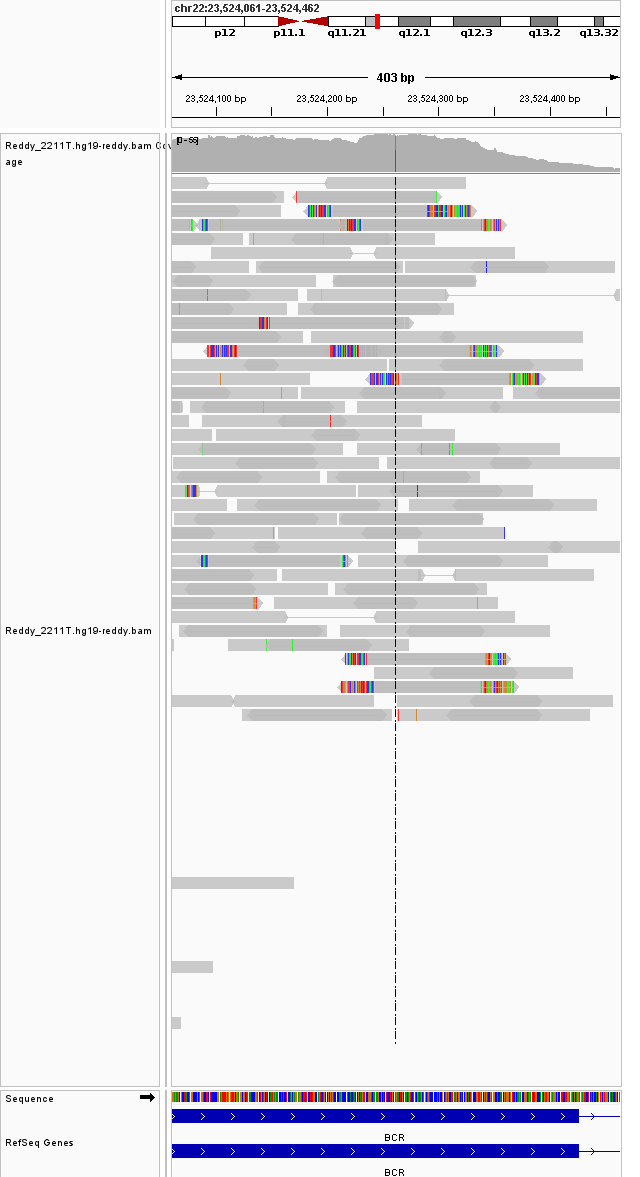 chr22:23,524,061-23,524,462
p12 p11.1 q11.21 q12.1 q12.3 q13.2 q13.32
403 bp
23,524,100 bp 23,524,200 bp 23,524,300 bp 23,524,400 bp
Reddy_2211T.hg19-reddy.bam Cov
age
Reddy_2211T.hg19-reddy.bam
Sequence
BCR
RefSeq Genes
BCR